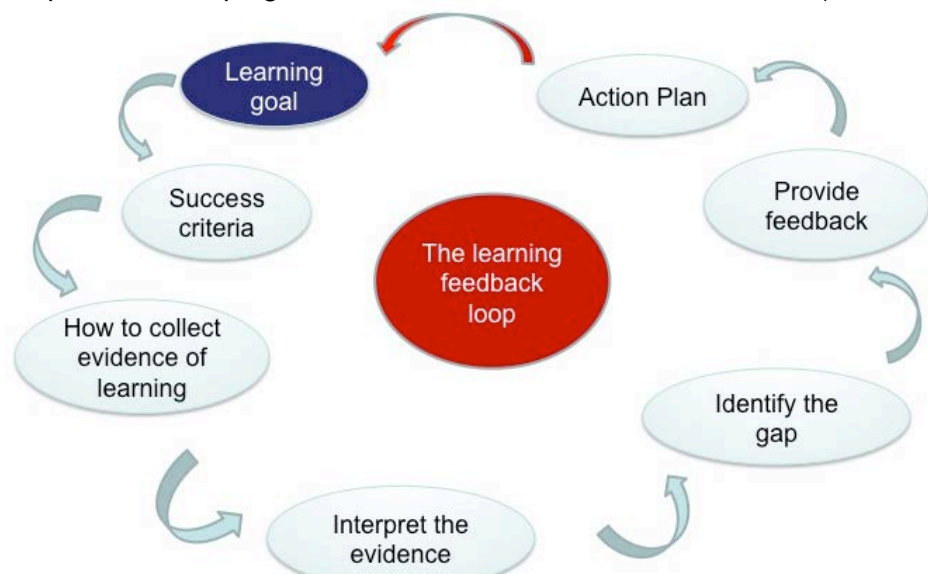 Learning
goal
Success
criteria
How to collect
evidence of
learning
Interpret the
evidence
Identify the
gap
Provide
feedback
Action Plan
The learning
feedback
loop